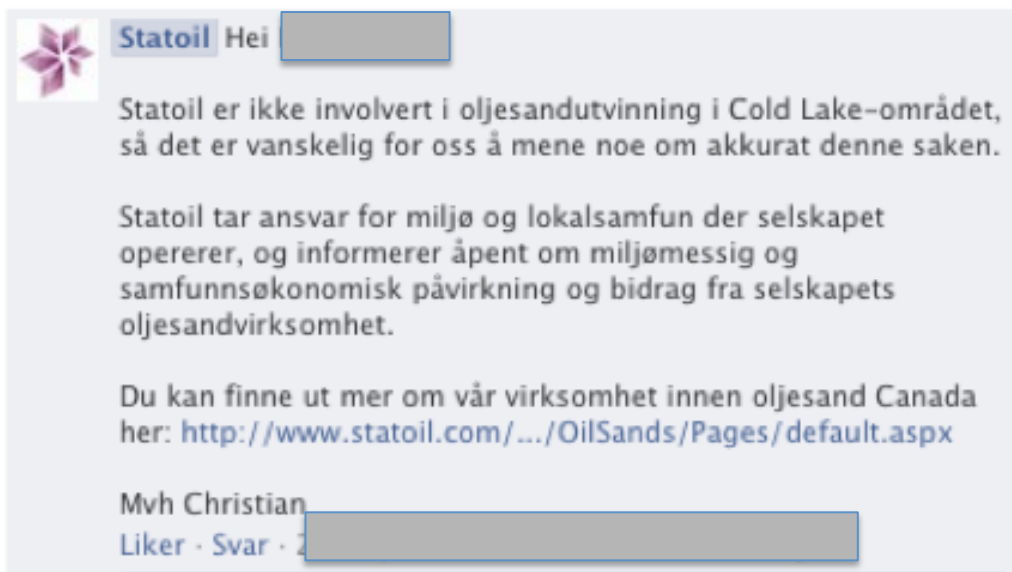 Statoil Hei
Statoil er ikke involvert i oljesandutvinning i Cold Lake-området,
så det er vanskelig for oss å mene noe om akkurat denne saken.
Statoil tar ansvar for miljø og lokalsamfun der selskapet
opererer, og informerer åpent om miljømessig og
samfunnsøkonomisk påvirkning og bidrag fra selskapets
oljesandvirksomhet.
Du kan finne ut mer om vår virksomhet innen oljesand Canada
her: http://www.statoil.com/.../OilSands/Pages/default.aspx
Mvh Christian
Liker · Svar ·